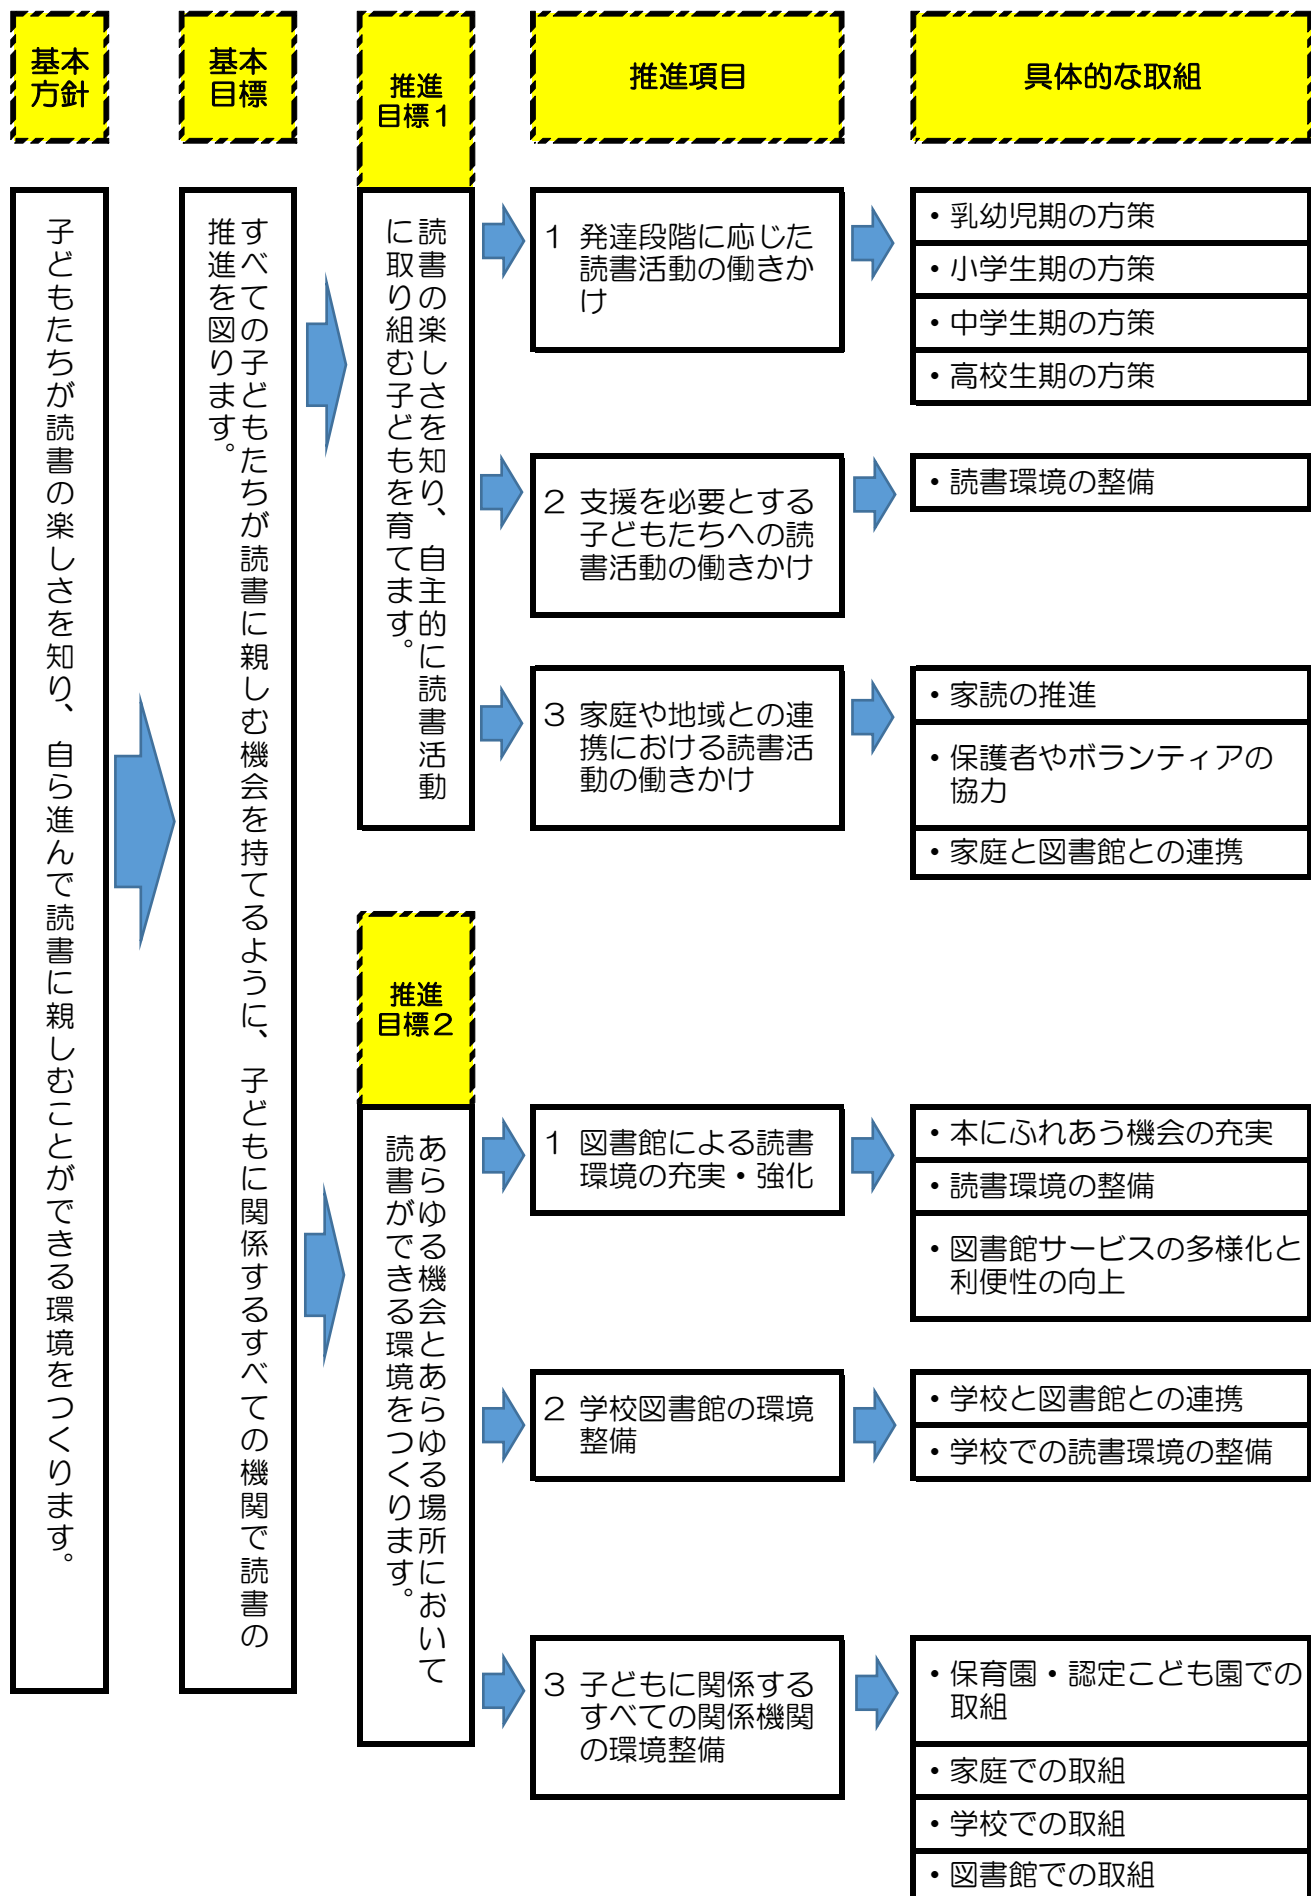 基本
方針
基本
目標
推進
目標１
推進項目
具体的な取組
子どもたちが読書の楽しさを知り、自ら進んで読書に親しむことができる環境をつくります。
すべての子どもたちが読書に親しむ機会を持てるように、子どもに関係するすべての機関で読書の
推進を図ります。
読書の楽しさを知り、自主的に読書活動
に取り組む子どもを育てます。
１ 発達段階に応じた
読書活動の働きか
け
・乳幼児期の方策
・小学生期の方策
・中学生期の方策
・高校生期の方策
２ 支援を必要とする
子どもたちへの読
書活動の働きかけ
・読書環境の整備
３ 家庭や地域との連
携における読書活
動の働きかけ
・家読の推進
・保護者やボランティアの
協力
・家庭と図書館との連携
推進
目標２
あらゆる機会とあらゆる場所において
読書ができる環境をつくります。
１ 図書館による読書
環境の充実・強化
・本にふれあう機会の充実
・読書環境の整備
・図書館サービスの多様化と
利便性の向上
２ 学校図書館の環境
整備
・学校と図書館との連携
・学校での読書環境の整備
３ 子どもに関係する
すべての関係機関
の環境整備
・保育園・認定こども園での
取組
・家庭での取組
・学校での取組
・図書館での取組